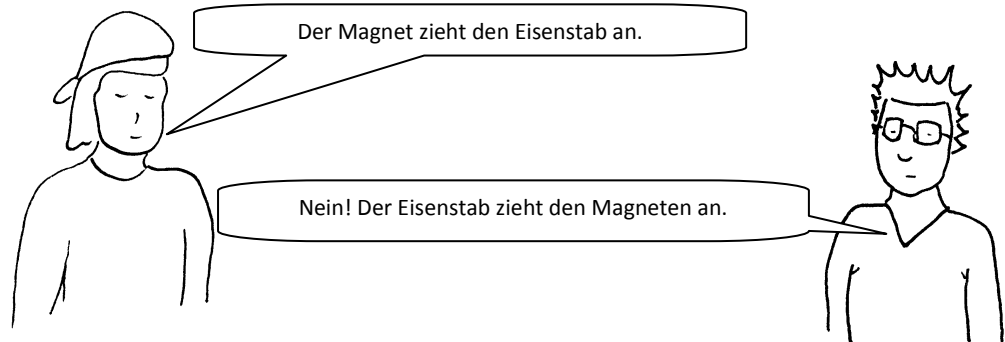 Der Magnet zieht den Eisenstab an.
Nein! Der Eisenstab zieht den Magneten an.